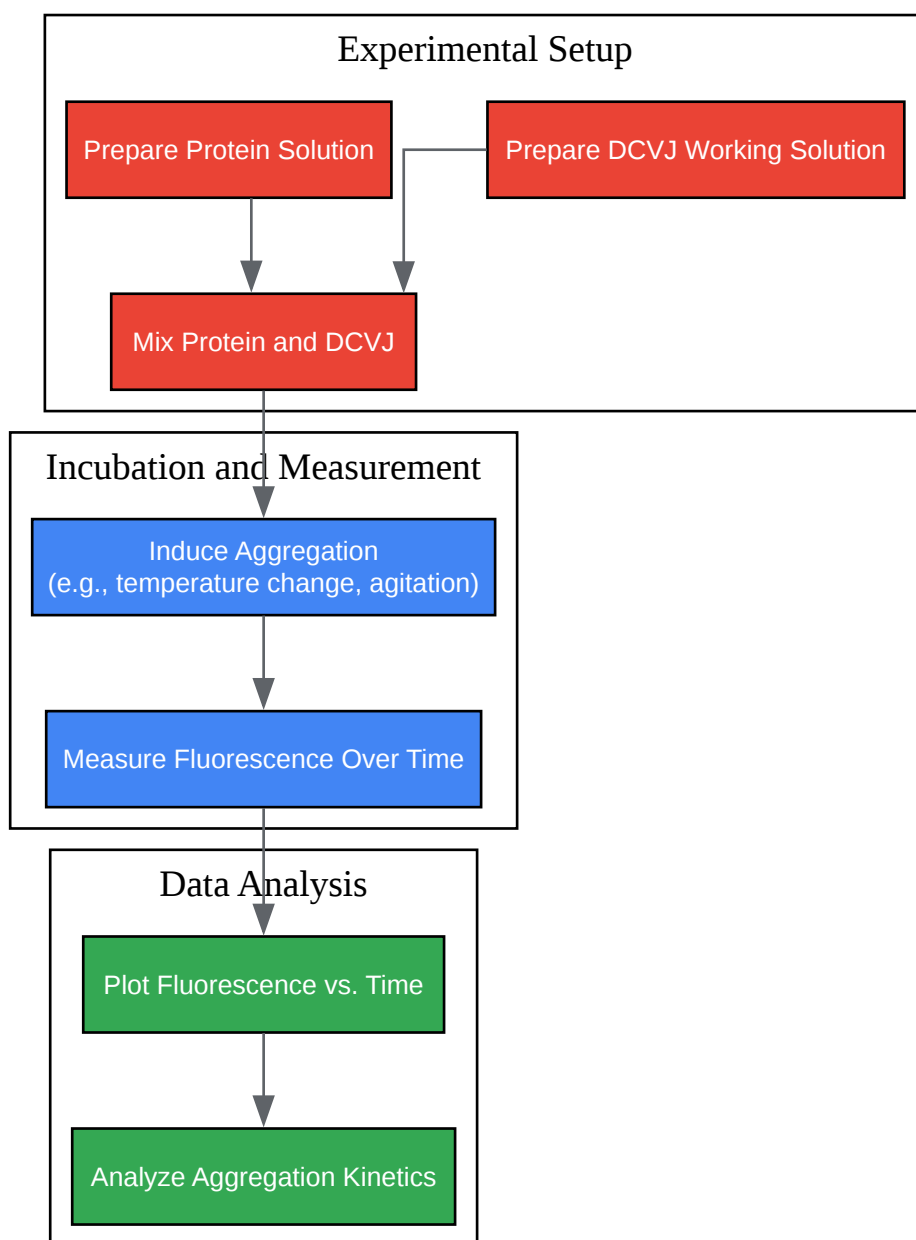 Experimental Setup
Prepare Protein Solution
Prepare DCVJ Working Solution
Mix Protein and DCVJ
Incubation and Measurement
Induce Aggregation
(e.g., temperature change, agitation)
Measure Fluorescence Over Time
Data Analysis
Plot Fluorescence vs. Time
Analyze Aggregation Kinetics